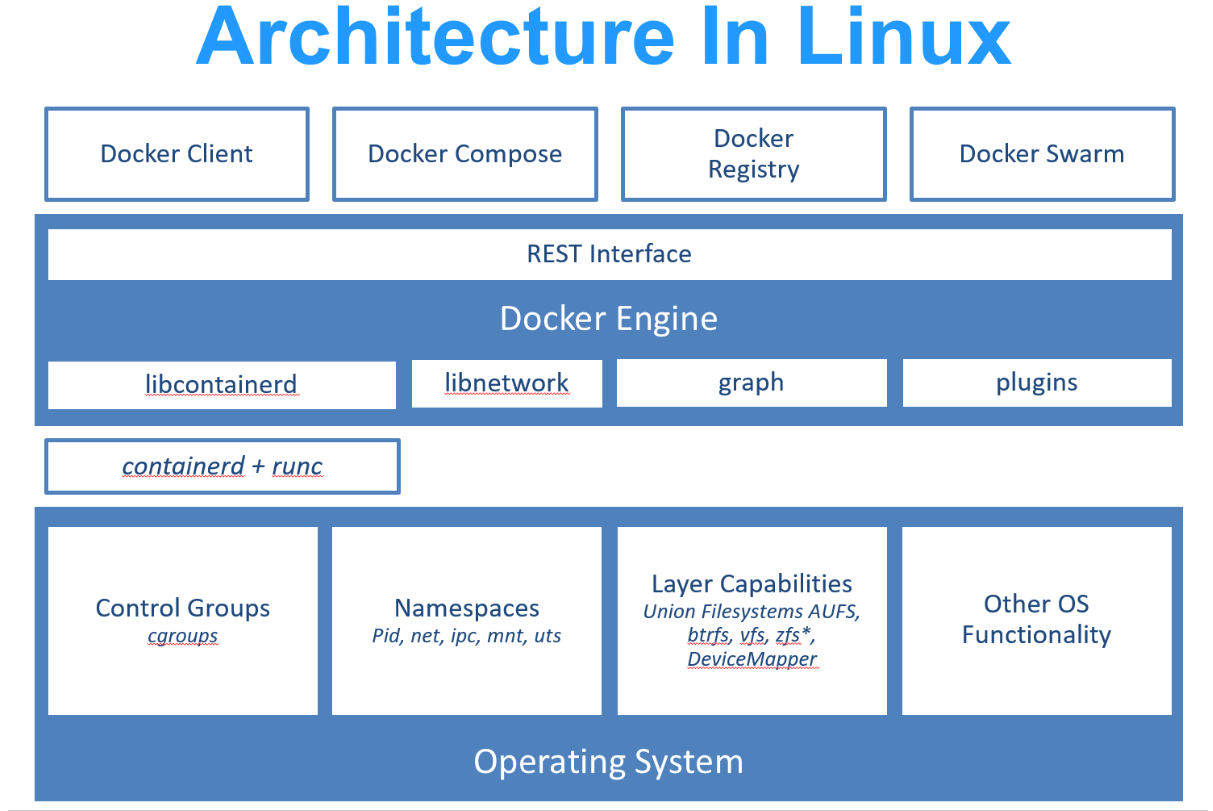 Architecture In Linux
Docker Client
Docker Compose
Docker
Registry
Docker Swarm
REST Interface
Docker Engine
libcontainerd
libnetwork
graph
plugins
containerd + runc
Control Groups
cgroups
Namespaces
Pid, net, ipc, mnt, uts
Layer Capabilities
Union Filesystems AUFS,
btrfs, vfs, zfs*,
DeviceMapper
Other OS
Functionality
Operating System